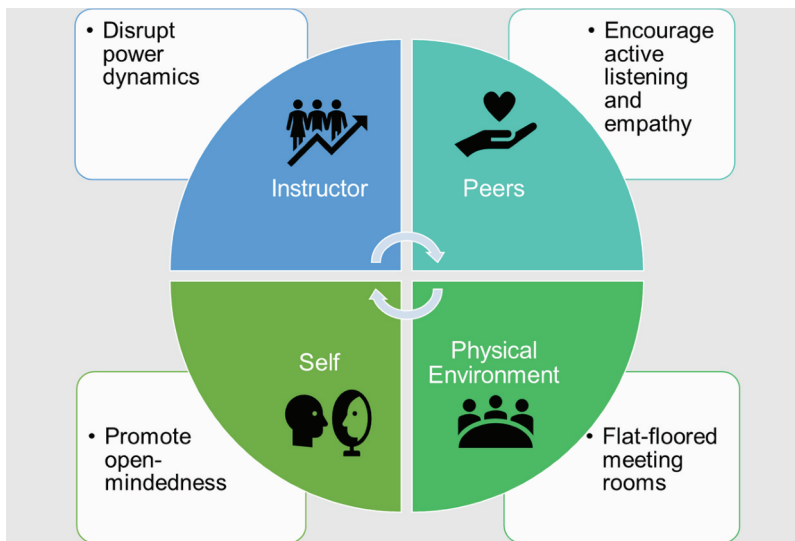 • Disrupt
power
dynamics
• Encourage
active
listening
and
empathy
Instructor
Peers
Self
Physical
Environment
• Promote
open-
mindedness
• Flat-floored
meeting
rooms